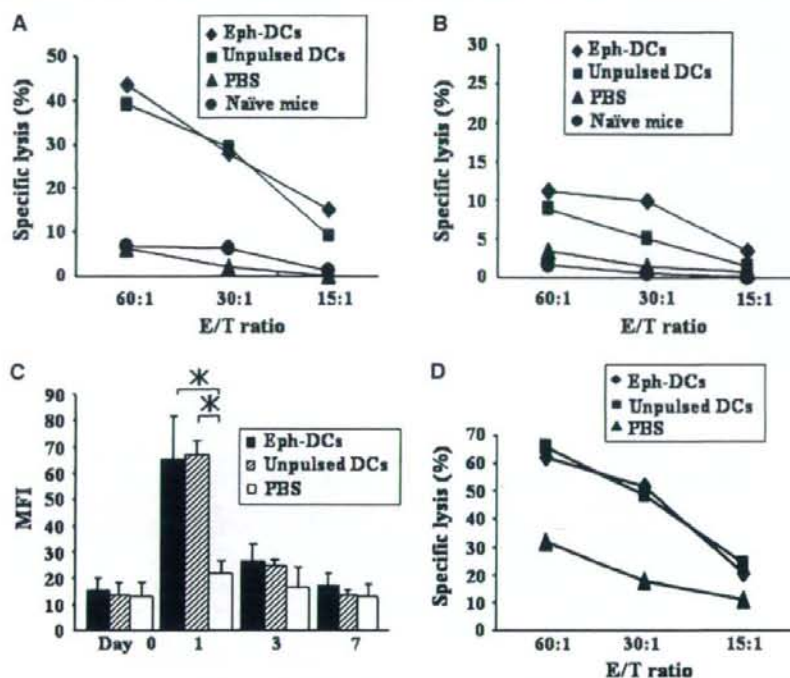 A
Specific lysis (%)
50
40
30
20
10
0
Eph-DCs
Unpulsed DCs
PBS
Naïve mice
60:1 30:1 15:1
E/T ratio
B
Specific lysis (%)
30
25
20
15
10
5
0
Eph-DCs
Unpulsed DCs
PBS
Naïve mice
60:1 30:1 15:1
E/T ratio
C
MFI
90
80
70
60
50
40
30
20
10
0
* *
Eph-DCs
Unpulsed DCs
PBS
Day 0 1 3 7
D
Specific lysis (%)
70
60
50
40
30
20
10
0
Eph-DCs
Unpulsed DCs
PBS
60:1 30:1 15:1
E/T ratio